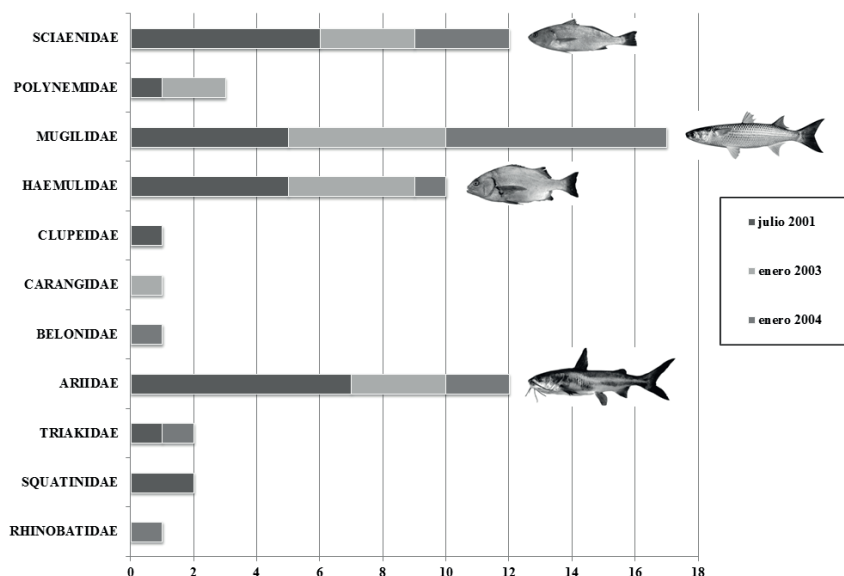 SCIAENIDAE
POLYNEMIDAE
MUGILIDAE
HAEMULIDAE
CLUPEIDAE
CARANGIDAE
BELONIDAE
ARIIDAE
TRIAKIDAE
SQUATINIDAE
RHINOBATIDAE
0 2 4 6 8 10 12 14 16 18
julio 2001
enero 2003
enero 2004